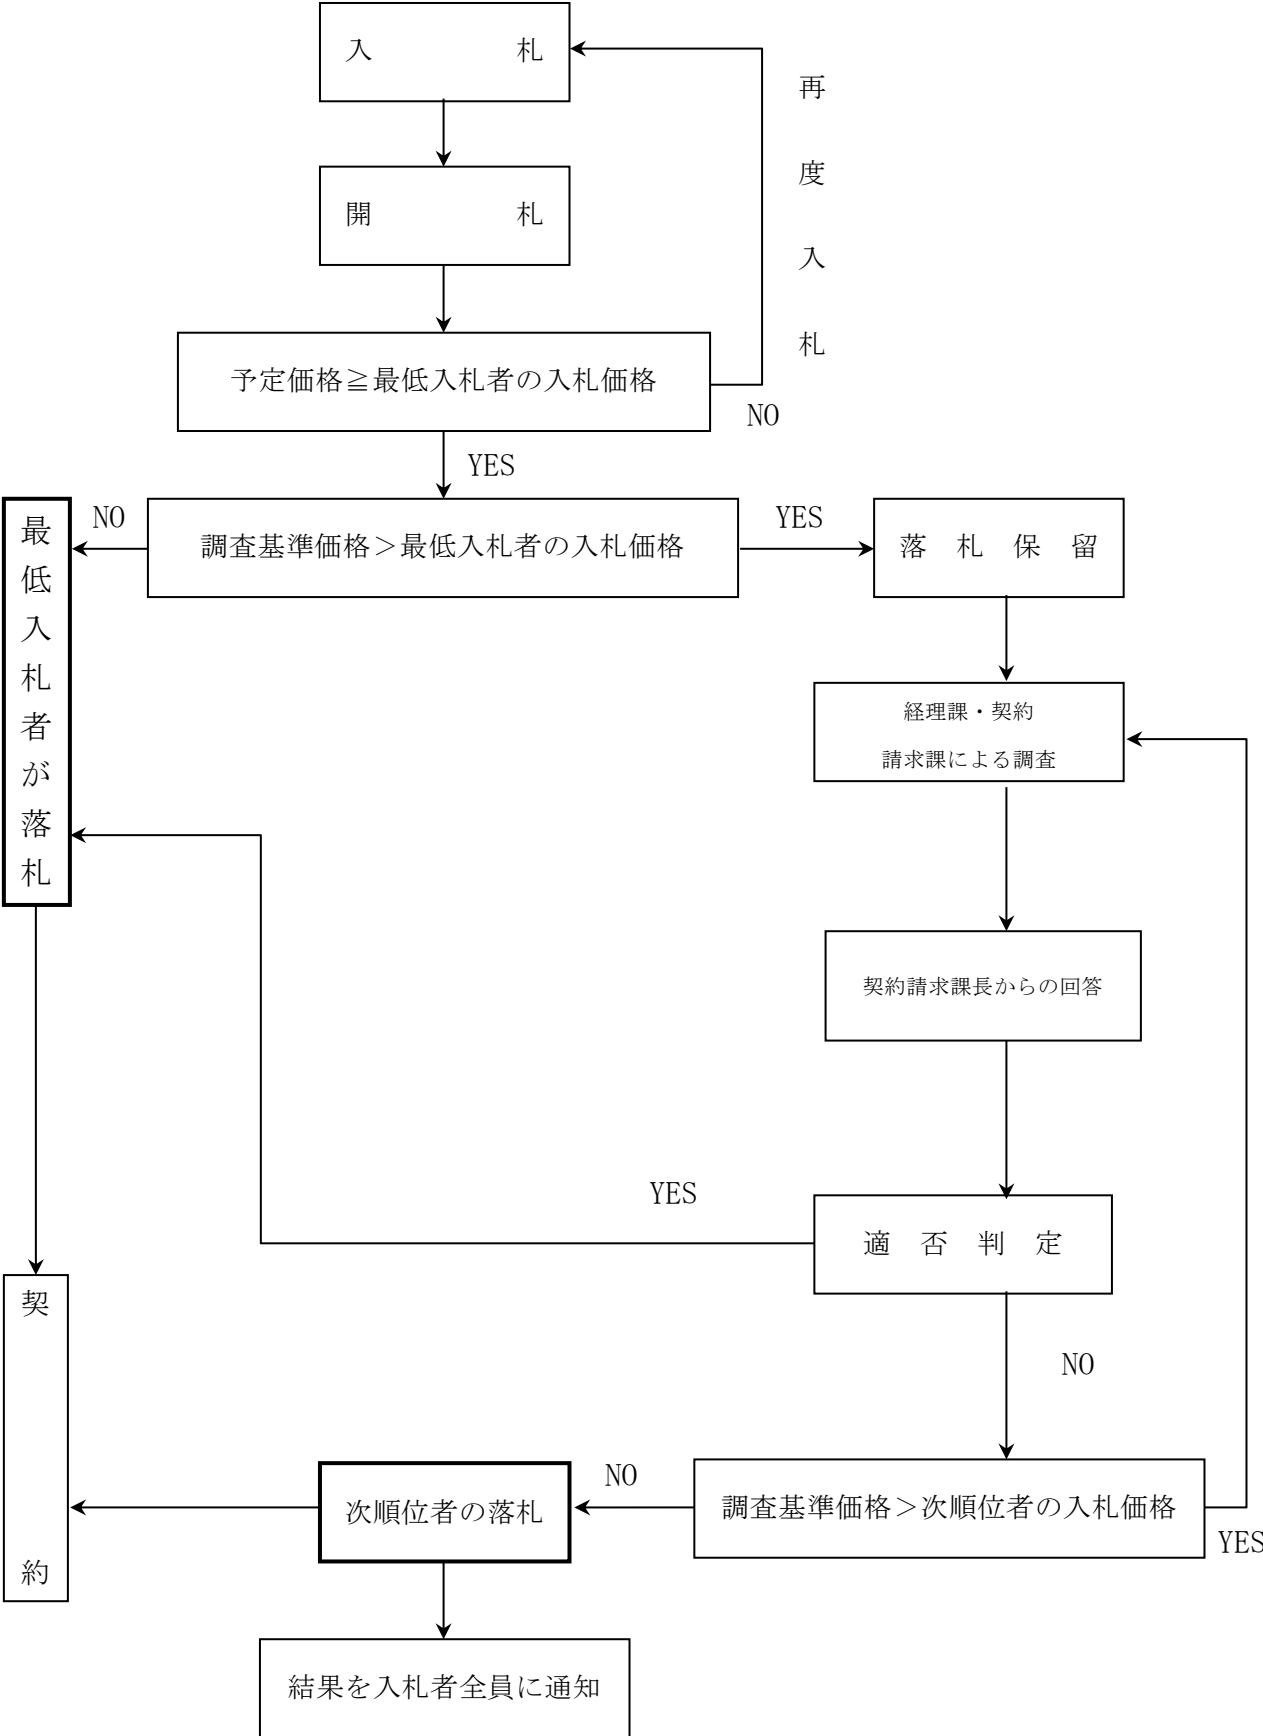 入　　　　札
再度入札
開　　　　札
予定価格≧最低入札者の入札価格
NO
YES
最低入札者が落札
NO
調査基準価格＞最低入札者の入札価格
YES
落　札　保　留
経理課・契約
請求課による調査
契約請求課長からの回答
YES
適　否　判　定
NO
契　　　　約
次順位者の落札
NO
調査基準価格＞次順位者の入札価格
YES
結果を入札者全員に通知